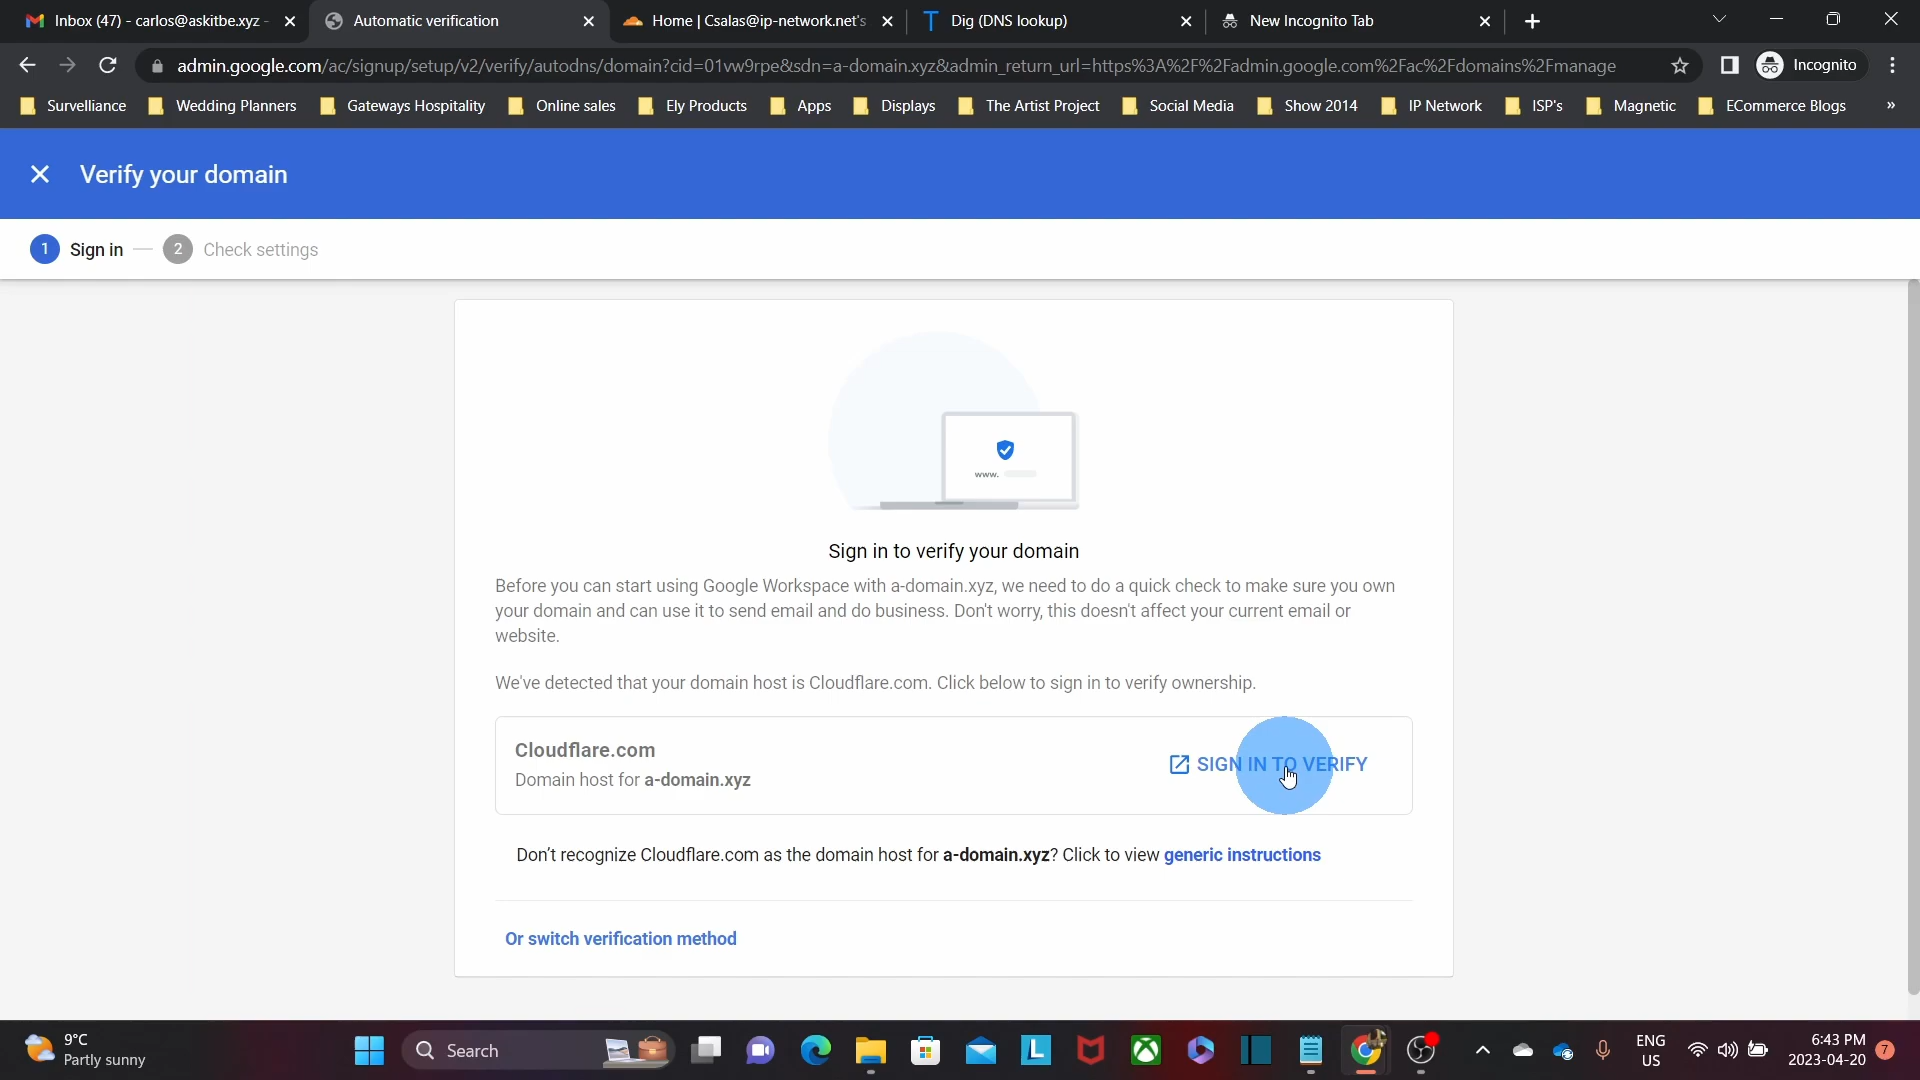 Inbox (47) - carlos@askitbe.xyz -
Automatic verification
Home | Csalas@ip-network.net's
Dig (DNS lookup)
New Incognito Tab
admin.google.com/ac/signup/setup/v2/verify/autodns/domain?cid=01vw9rpe&sdn=a-domain.xyz&admin_return_url=https%3A%2F%2Fadmin.google.com%2Fac%2Fdomains%2Fmanage
Incognito
Survelliance
Wedding Planners
Gateways Hospitality
Online sales
Ely Products
Apps
Displays
The Artist Project
Social Media
Show 2014
IP Network
ISP's
Magnetic
ECommerce Blogs
»
Verify your domain
1 Sign in
2 Check settings
www.
Sign in to verify your domain
Before you can start using Google Workspace with a-domain.xyz, we need to do a quick check to make sure you own
your domain and can use it to send email and do business. Don't worry, this doesn't affect your current email or
website.
We've detected that your domain host is Cloudflare.com. Click below to sign in to verify ownership.
Cloudflare.com
Domain host for a-domain.xyz
SIGN IN TO VERIFY
Don't recognize Cloudflare.com as the domain host for a-domain.xyz? Click to view generic instructions
Or switch verification method
9°C
Partly sunny
Search
L
ENG
US
6:43 PM
2023-04-20
7